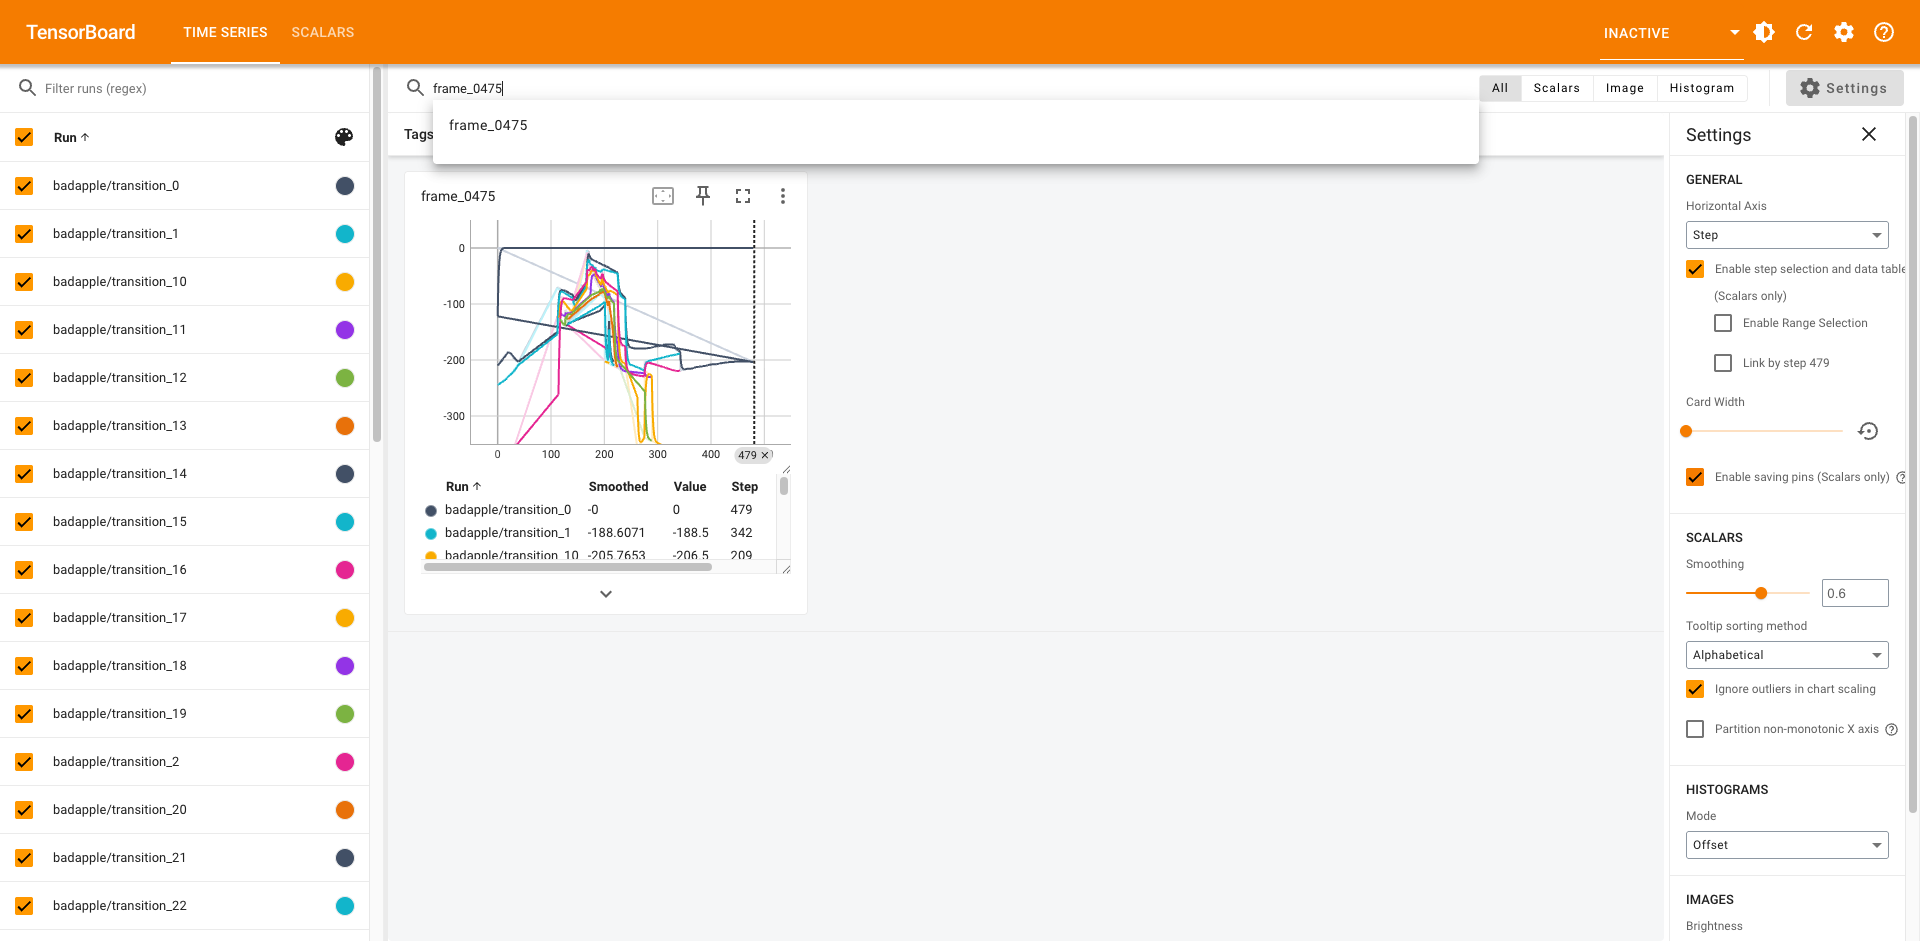 TensorBoard
TIME SERIES
SCALARS
INACTIVE
Filter runs (regex)
Run
badapple/transition_0
badapple/transition_1
badapple/transition_10
badapple/transition_11
badapple/transition_12
badapple/transition_13
badapple/transition_14
badapple/transition_15
badapple/transition_16
badapple/transition_17
badapple/transition_18
badapple/transition_19
badapple/transition_2
badapple/transition_20
badapple/transition_21
badapple/transition_22
frame_0475
All
Scalars
Image
Histogram
Settings
Tags
frame_0475
frame_0475
0
-100
-200
-300
0
100
200
300
400
479
Run Smoothed Value Step
badapple/transition_0 -0 0 479
badapple/transition_1 -188.6071 -188.5 342
badapple/transition_10 -205.7653 -206.5 209
Settings
GENERAL
Horizontal Axis
Step
Enable step selection and data table
(Scalars only)
Enable Range Selection
Link by step 479
Card Width
Enable saving pins (Scalars only)
SCALARS
Smoothing
0.6
Tooltip sorting method
Alphabetical
Ignore outliers in chart scaling
Partition non-monotonic X axis
HISTOGRAMS
Mode
Offset
IMAGES
Brightness